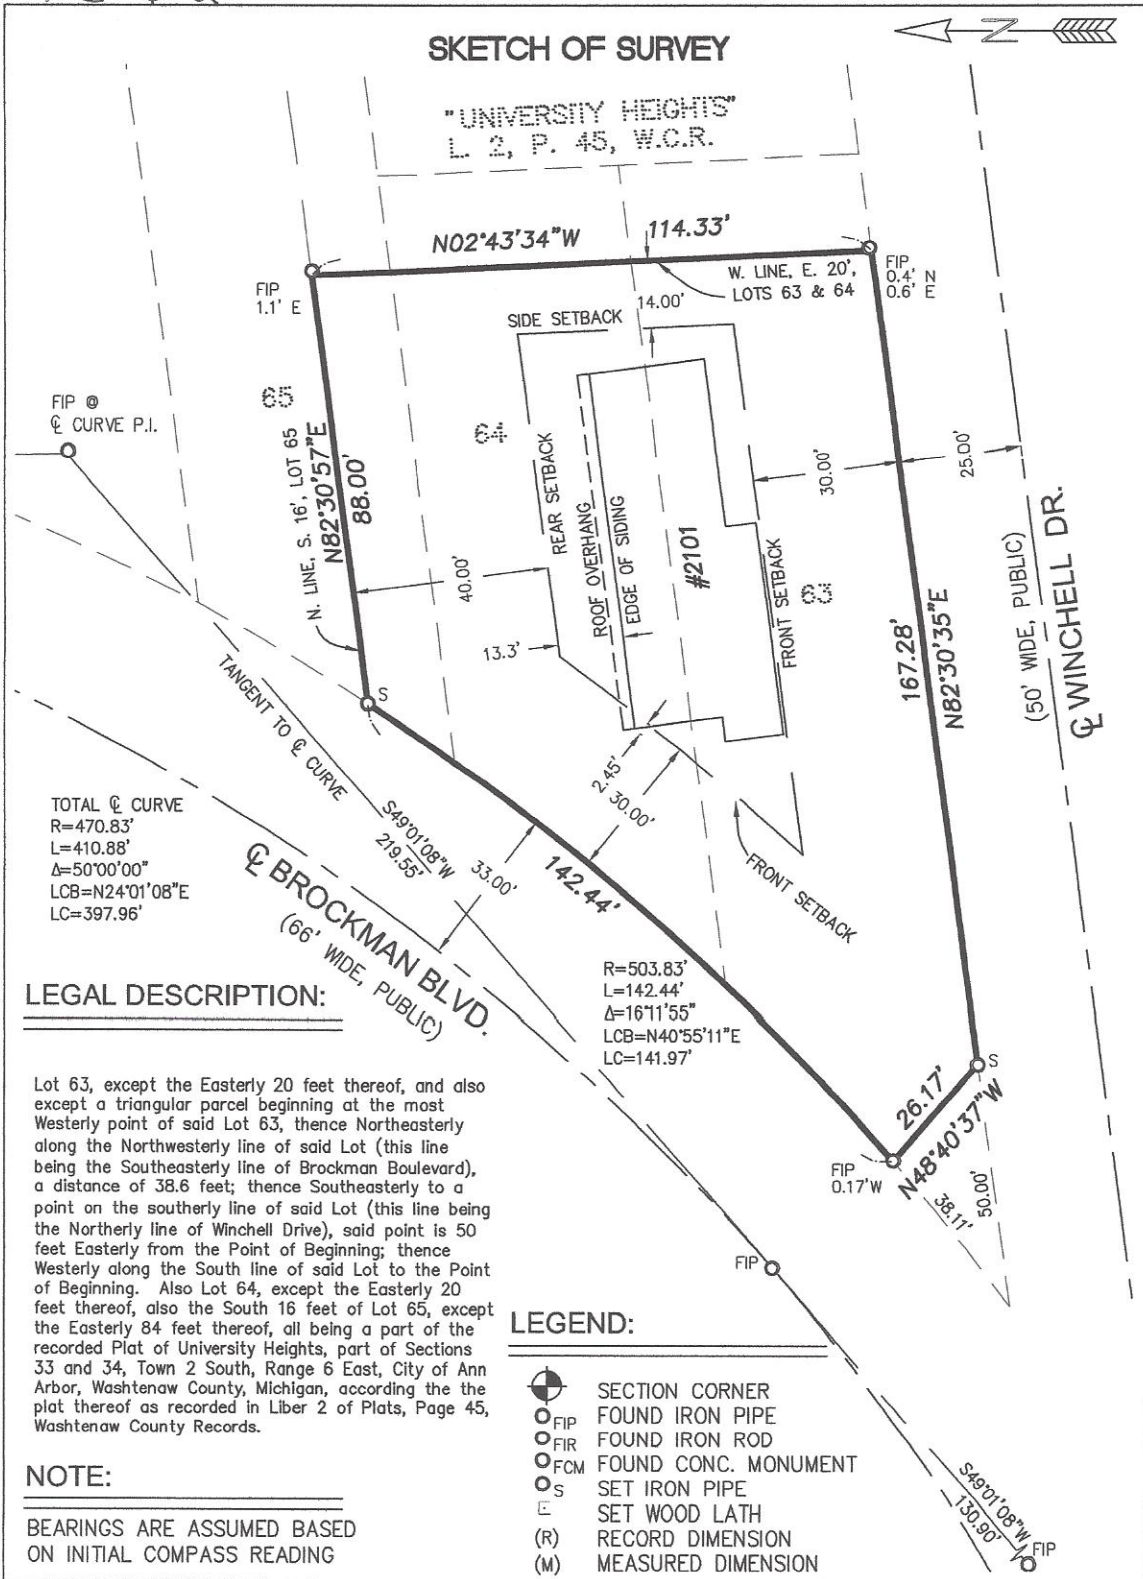 SKETCH OF SURVEY
N
"UNIVERSITY HEIGHTS"
L. 2, P. 45, W.C.R.
N02°43'34"W
114.33'
W. LINE, E. 20',
LOTS 63 & 64
FIP
1.1' E
FIP
0.4' N
0.6' E
14.00'
SIDE SETBACK
65
FIP @
℄ CURVE P.I.
64
N. LINE, S. 16', LOT 65
N82°30'57"E
88.00'
REAR SETBACK
ROOF OVERHANG
EDGE OF SIDING
#2101
FRONT SETBACK
63
30.00'
25.00'
40.00'
13.3'
167.28'
N82°30'35"E
(50' WIDE, PUBLIC)
℄ WINCHELL DR.
S
TANGENT TO ℄ CURVE
S49°01'08"W
219.55'
2.45'
30.00'
33.00'
142.44'
FRONT SETBACK
TOTAL ℄ CURVE
R=470.83'
L=410.88'
Δ=50°00'00"
LCB=N24°01'08"E
LC=397.96'
℄ BROCKMAN BLVD.
(66' WIDE, PUBLIC)
R=503.83'
L=142.44'
Δ=16°11'55"
LCB=N40°55'11"E
LC=141.97'
S
26.17'
N48°40'37"W
FIP
0.17'W
38.11'
50.00'
FIP
LEGAL DESCRIPTION:
Lot 63, except the Easterly 20 feet thereof, and also
except a triangular parcel beginning at the most
Westerly point of said Lot 63, thence Northeasterly
along the Northwesterly line of said Lot (this line
being the Southeasterly line of Brockman Boulevard),
a distance of 38.6 feet; thence Southeasterly to a
point on the southerly line of said Lot (this line being
the Northerly line of Winchell Drive), said point is 50
feet Easterly from the Point of Beginning; thence
Westerly along the South line of said Lot to the Point
of Beginning. Also Lot 64, except the Easterly 20
feet thereof, also the South 16 feet of Lot 65, except
the Easterly 84 feet thereof, all being a part of the
recorded Plat of University Heights, part of Sections
33 and 34, Town 2 South, Range 6 East, City of Ann
Arbor, Washtenaw County, Michigan, according the the
plat thereof as recorded in Liber 2 of Plats, Page 45,
Washtenaw County Records.
NOTE:
BEARINGS ARE ASSUMED BASED
ON INITIAL COMPASS READING
LEGEND:
SECTION CORNER
FIP FOUND IRON PIPE
FIR FOUND IRON ROD
FCM FOUND CONC. MONUMENT
S SET IRON PIPE
SET WOOD LATH
(R) RECORD DIMENSION
(M) MEASURED DIMENSION
S49°01'08"W
130.90'
FIP